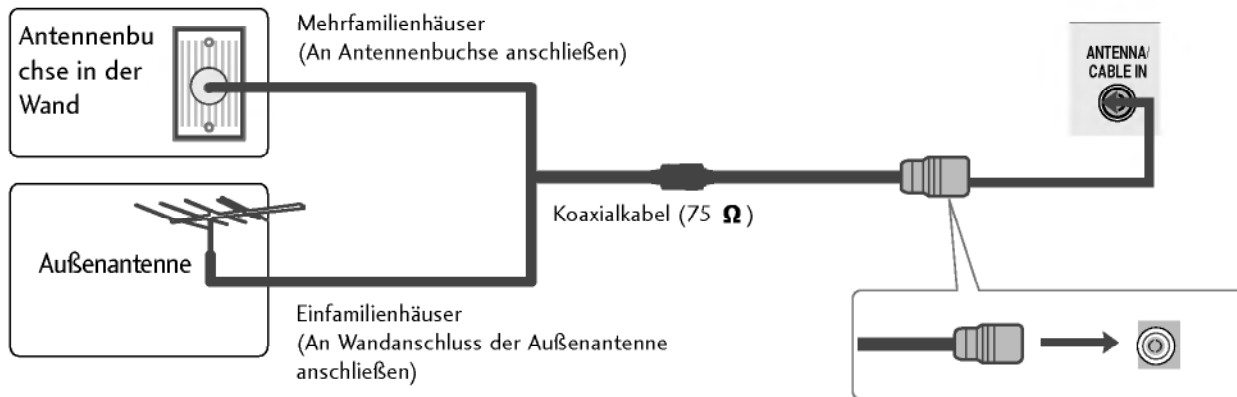 Antennenbu
chse in der
Wand
Mehrfamilienhäuser
(An Antennenbuchse anschließen)
ANTENNA/
CABLE IN
Koaxialkabel (75 Ω)
Außenantenne
Einfamilienhäuser
(An Wandanschluss der Außenantenne
anschließen)